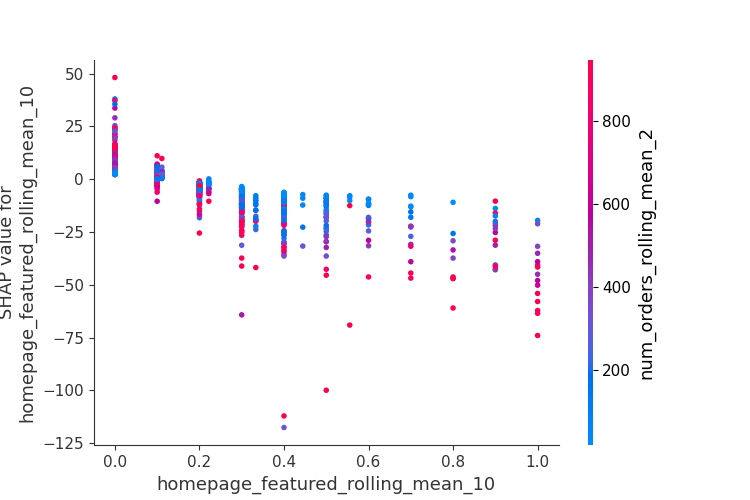 SHAP value for
homepage_featured_rolling_mean_10
50
25
0
−25
−50
−75
−100
−125
0.0 0.2 0.4 0.6 0.8 1.0
homepage_featured_rolling_mean_10
800
600
400
200
num_orders_rolling_mean_2